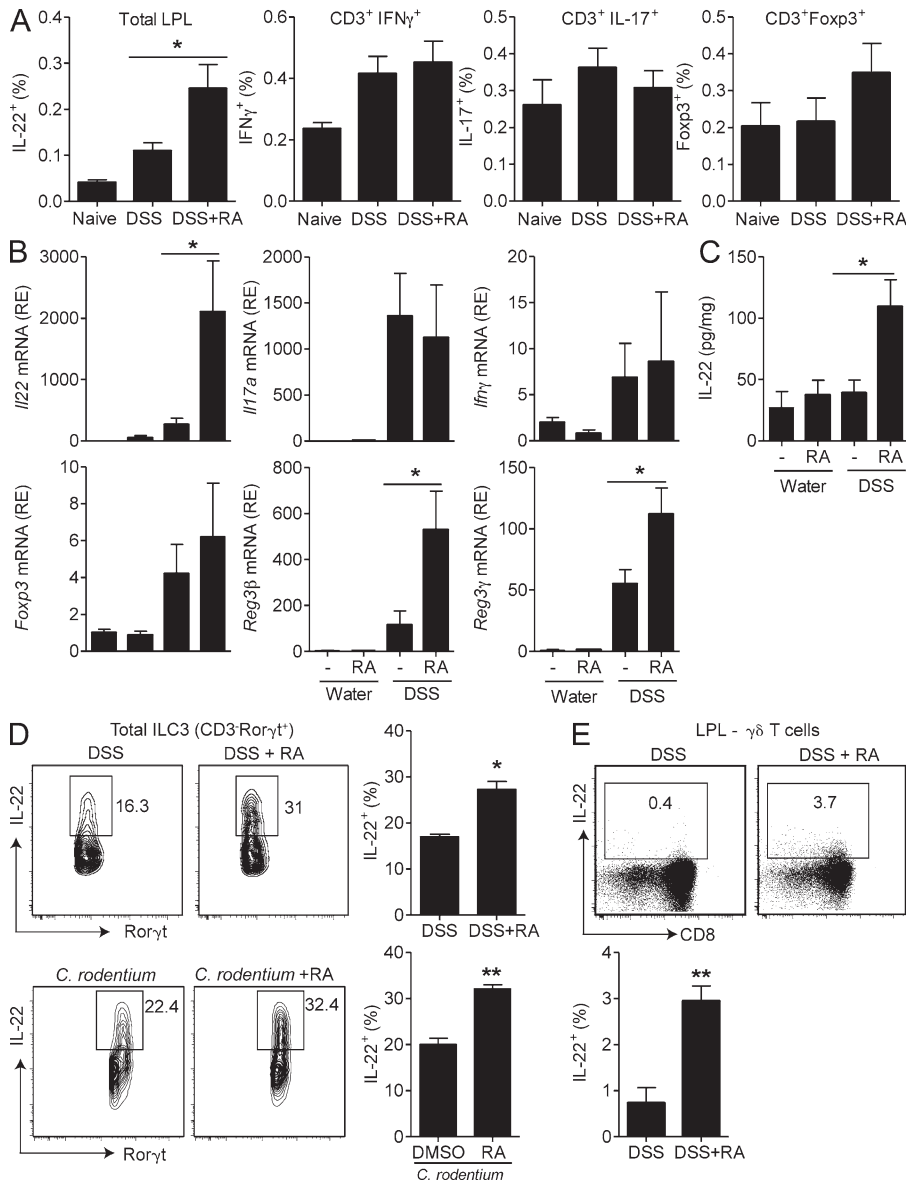 A
Total LPL
*
IL-22⁺ (%)
0.4
0.3
0.2
0.1
0.0
Naive DSS DSS+RA
CD3⁺ IFNγ⁺
IFNγ⁺ (%)
0.6
0.4
0.2
0.0
Naive DSS DSS+RA
CD3⁺ IL-17⁺
IL-17⁺ (%)
0.5
0.4
0.3
0.2
0.1
0.0
Naive DSS DSS+RA
CD3⁺Foxp3⁺
Foxp3⁺ (%)
0.5
0.4
0.3
0.2
0.1
0.0
Naive DSS DSS+RA
B
*
Il22 mRNA (RE)
3000
2000
1000
0
Il17a mRNA (RE)
2000
1500
1000
500
0
Ifnγ mRNA (RE)
20
15
10
5
0
Foxp3 mRNA (RE)
6
4
2
0
*
Reg3β mRNA (RE)
800
600
400
200
0
- RA - RA
Water DSS
*
Reg3γ mRNA (RE)
150
100
50
0
- RA - RA
Water DSS
C
*
IL-22 (pg/mg)
150
100
50
0
- RA - RA
Water DSS
D
Total ILC3 (CD3⁻Rorγt⁺)
DSS
DSS + RA
IL-22
16.3
31
Rorγt
*
IL-22⁺ (%)
40
30
20
10
0
DSS DSS+RA
C. rodentium
C. rodentium +RA
IL-22
22.4
32.4
Rorγt
**
IL-22⁺ (%)
40
30
20
10
0
DMSO RA
C. rodentium
E
LPL - γδ T cells
DSS
DSS + RA
IL-22
0.4
3.7
CD8
**
IL-22⁺ (%)
4
3
2
1
0
DSS DSS+RA